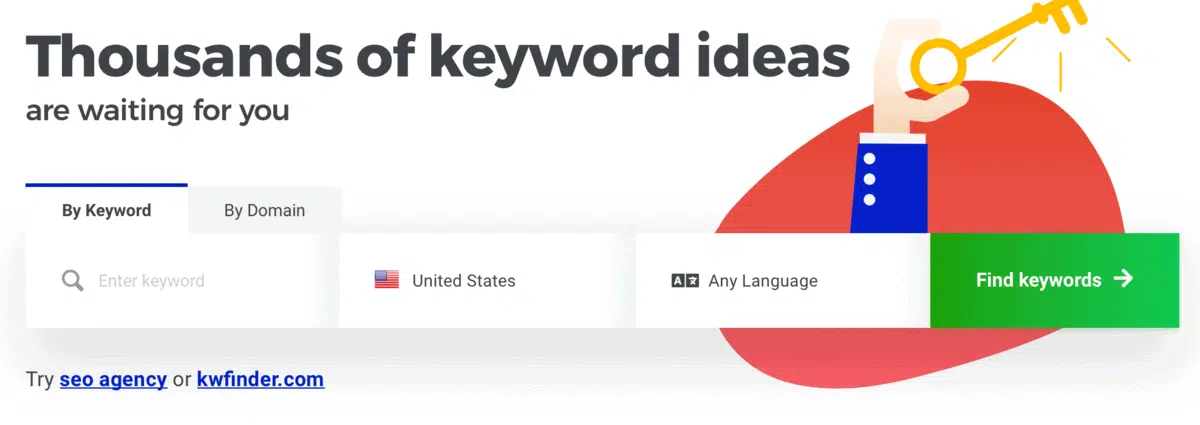 Thousands of keyword ideas
are waiting for you
By Keyword
By Domain
Enter keyword
United States
Any Language
Find keywords
Try seo agency or kwfinder.com